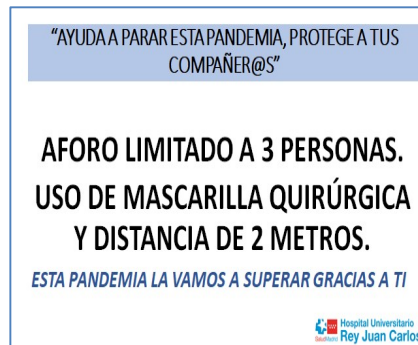 “AYUDA A PARAR ESTA PANDEMIA, PROTEGE A TUS
COMPAÑER@S”
AFORO LIMITADO A 3 PERSONAS.
USO DE MASCARILLA QUIRÚRGICA
Y DISTANCIA DE 2 METROS.
ESTA PANDEMIA LA VAMOS A SUPERAR GRACIAS A TI
Hospital Universitario
Rey Juan Carlos
SaludMadrid